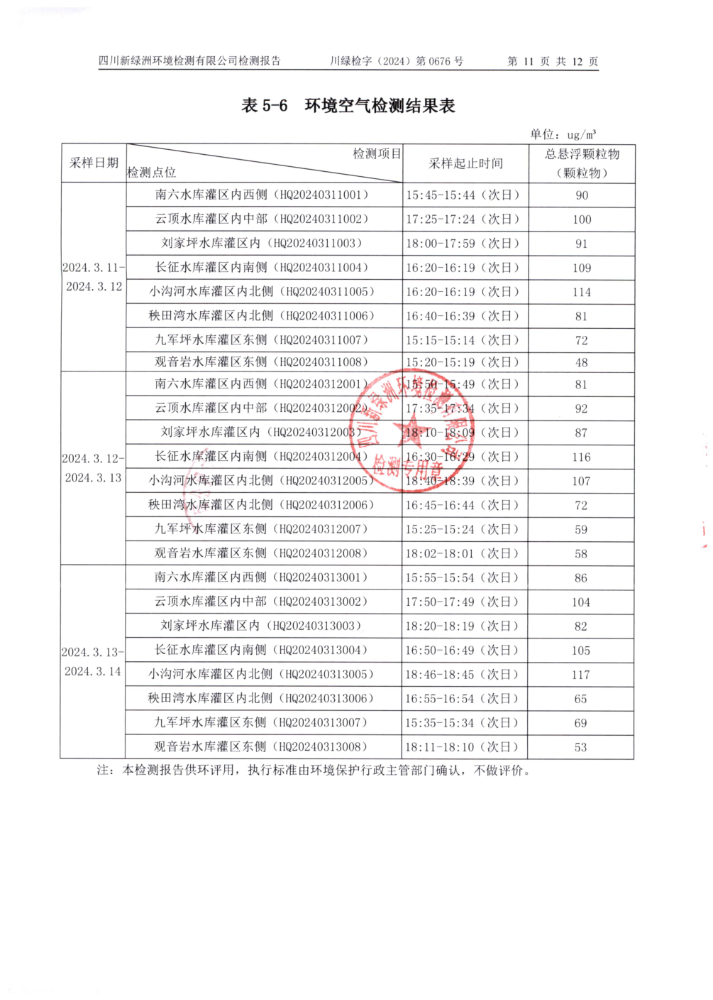 四川新绿洲环境检测有限公司检测报告 川绿检字（2024）第 0676 号 第 11 页 共 12 页
表 5-6 环境空气检测结果表
单位：ug/m³
采样日期 检测项目 检测点位 采样起止时间 总悬浮颗粒物（颗粒物）
2024.3.11-2024.3.12
南六水库灌区内西侧（HQ20240311001） 15:45-15:44（次日） 90
云顶水库灌区内中部（HQ20240311002） 17:25-17:24（次日） 100
刘家坪水库灌区内（HQ20240311003） 18:00-17:59（次日） 91
长征水库灌区内南侧（HQ20240311004） 16:20-16:19（次日） 109
小沟河水库灌区内北侧（HQ20240311005） 16:20-16:19（次日） 114
秧田湾水库灌区内北侧（HQ20240311006） 16:40-16:39（次日） 81
九军坪水库灌区东侧（HQ20240311007） 15:15-15:14（次日） 72
观音岩水库灌区东侧（HQ20240311008） 15:20-15:19（次日） 48
2024.3.12-2024.3.13
南六水库灌区内西侧（HQ20240312001） 15:50-15:49（次日） 81
云顶水库灌区内中部（HQ20240312002） 17:35-17:34（次日） 92
刘家坪水库灌区内（HQ20240312003） 18:10-18:09（次日） 87
长征水库灌区内南侧（HQ20240312004） 16:30-16:29（次日） 116
小沟河水库灌区内北侧（HQ20240312005） 18:40-18:39（次日） 107
秧田湾水库灌区内北侧（HQ20240312006） 16:45-16:44（次日） 72
九军坪水库灌区东侧（HQ20240312007） 15:25-15:24（次日） 59
观音岩水库灌区东侧（HQ20240312008） 18:02-18:01（次日） 58
2024.3.13-2024.3.14
南六水库灌区内西侧（HQ20240313001） 15:55-15:54（次日） 86
云顶水库灌区内中部（HQ20240313002） 17:50-17:49（次日） 104
刘家坪水库灌区内（HQ20240313003） 18:20-18:19（次日） 82
长征水库灌区内南侧（HQ20240313004） 16:50-16:49（次日） 105
小沟河水库灌区内北侧（HQ20240313005） 18:46-18:45（次日） 117
秧田湾水库灌区内北侧（HQ20240313006） 16:55-16:54（次日） 65
九军坪水库灌区东侧（HQ20240313007） 15:35-15:34（次日） 69
观音岩水库灌区东侧（HQ20240313008） 18:11-18:10（次日） 53
注：本检测报告供环评用，执行标准由环境保护行政主管部门确认，不做评价。
四川新绿洲环境检测有限公司
检测专用章